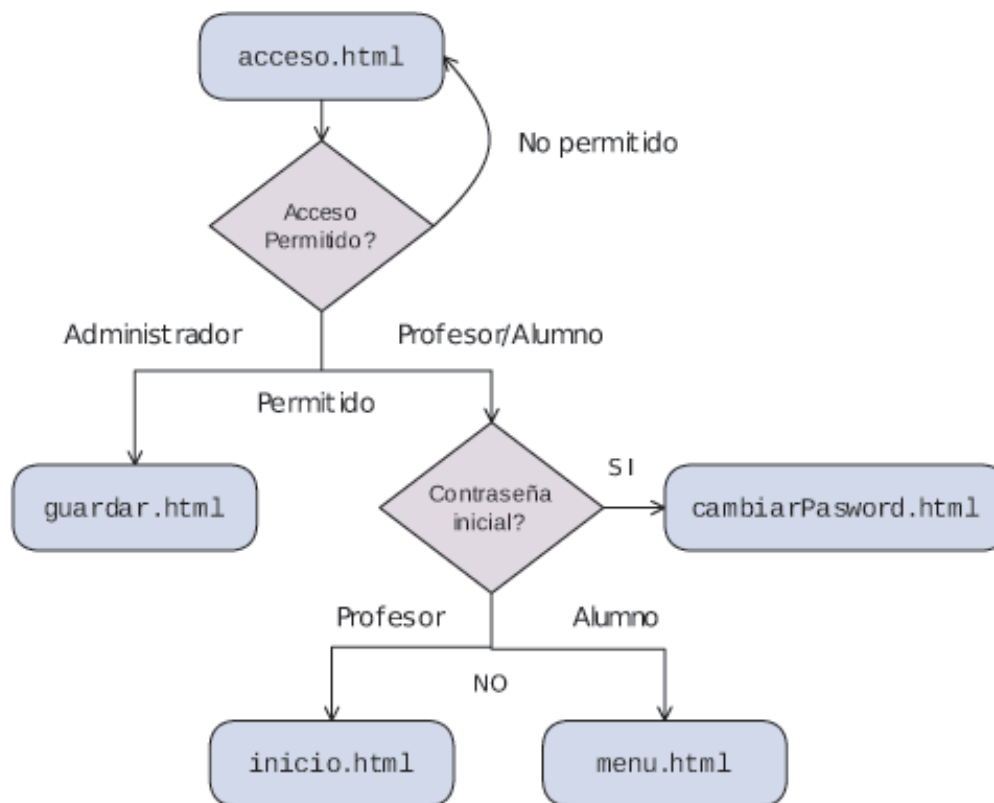 acceso.html
No permitido
Acceso
Permitido?
Administrador
Profesor/Alumno
Permitido
guardar.html
Contraseña
inicial?
SI
cambiarPasword.html
Profesor
Alumno
NO
inicio.html
menu.html